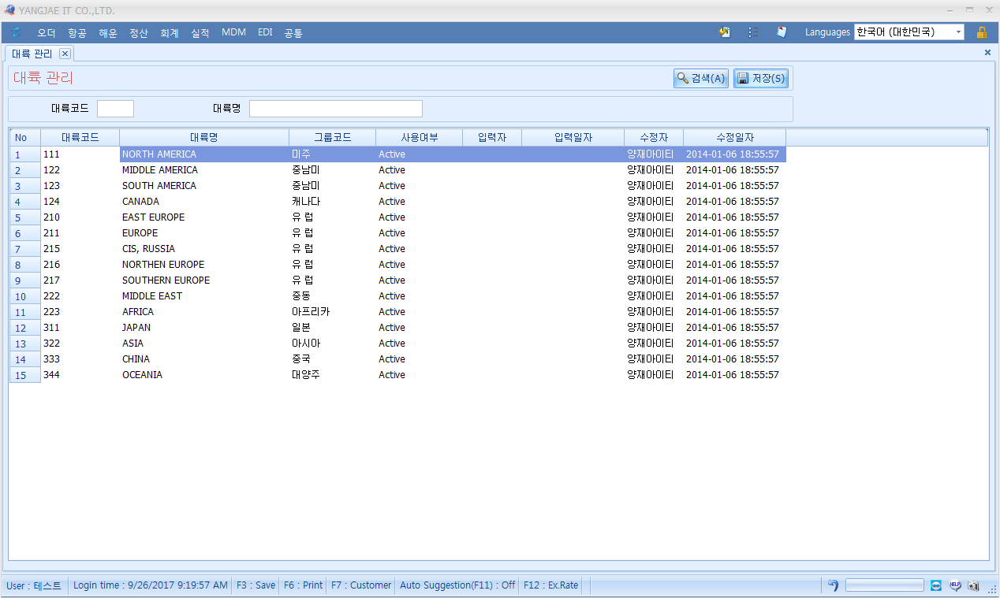 YANGJAE IT CO.,LTD.
오더 항공 해운 정산 회계 실적 MDM EDI 공통 Languages 한국어 (대한민국)
대륙 관리
대륙 관리 검색(A) 저장(S)
대륙코드 대륙명
No 대륙코드 대륙명 그룹코드 사용여부 입력자 입력일자 수정자 수정일자
1 111 NORTH AMERICA 미주 Active 양재아이티 2014-01-06 18:55:57
2 122 MIDDLE AMERICA 중남미 Active 양재아이티 2014-01-06 18:55:57
3 123 SOUTH AMERICA 중남미 Active 양재아이티 2014-01-06 18:55:57
4 124 CANADA 캐나다 Active 양재아이티 2014-01-06 18:55:57
5 210 EAST EUROPE 유 럽 Active 양재아이티 2014-01-06 18:55:57
6 211 EUROPE 유 럽 Active 양재아이티 2014-01-06 18:55:57
7 215 CIS, RUSSIA 유 럽 Active 양재아이티 2014-01-06 18:55:57
8 216 NORTHEN EUROPE 유 럽 Active 양재아이티 2014-01-06 18:55:57
9 217 SOUTHERN EUROPE 유 럽 Active 양재아이티 2014-01-06 18:55:57
10 222 MIDDLE EAST 중동 Active 양재아이티 2014-01-06 18:55:57
11 223 AFRICA 아프리카 Active 양재아이티 2014-01-06 18:55:57
12 311 JAPAN 일본 Active 양재아이티 2014-01-06 18:55:57
13 322 ASIA 아시아 Active 양재아이티 2014-01-06 18:55:57
14 333 CHINA 중국 Active 양재아이티 2014-01-06 18:55:57
15 344 OCEANIA 대양주 Active 양재아이티 2014-01-06 18:55:57
User : 테스트 Login time : 9/26/2017 9:19:57 AM F3 : Save F6 : Print F7 : Customer Auto Suggestion(F11) : Off F12 : Ex.Rate HELP